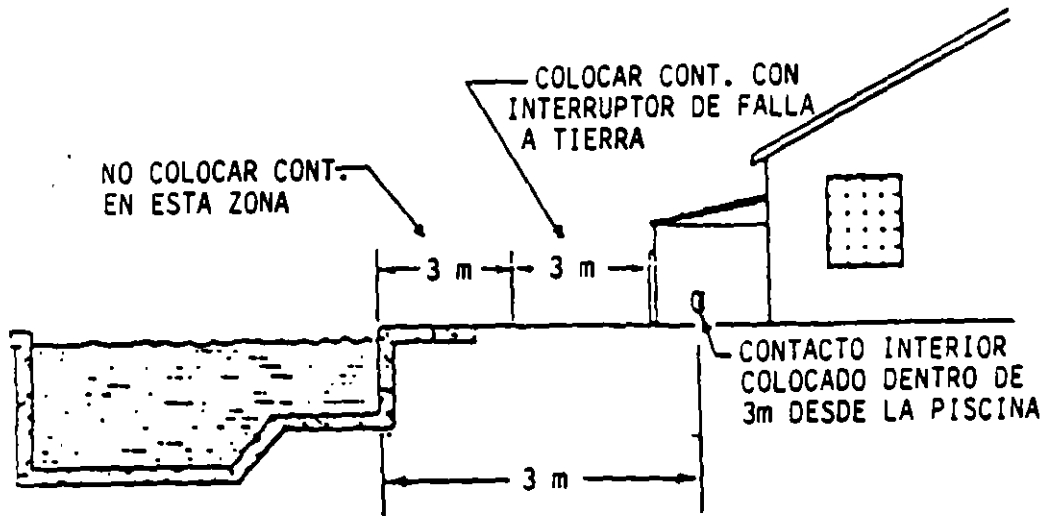 COLOCAR CONT. CON
INTERRUPTOR DE FALLA
A TIERRA
NO COLOCAR CONT.
EN ESTA ZONA
3 m
3 m
CONTACTO INTERIOR
COLOCADO DENTRO DE
3m DESDE LA PISCINA
3 m